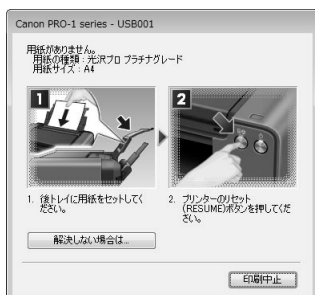 Canon PRO-1 series - USB001
用紙がありません。
用紙の種類：光沢プロ プラチナグレード
用紙サイズ：A4
1
2
1. 後トレイに用紙をセットしてく
ださい。
2. プリンターのリセット
(RESUME)ボタンを押してくだ
さい。
解決しない場合は...
印刷中止